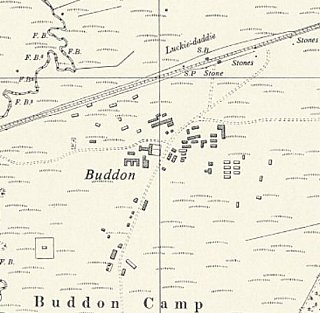 F.B.
F.B.
Luckie-daddie
S.B.
Stones
F.B.
Stones
S.P. Stone
F.B.
F.B.
Buddon
F.B.
Buddon Camp